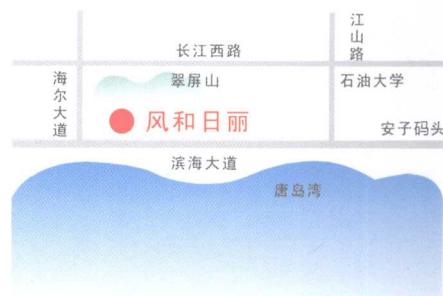 江山路
长江西路
海尔大道
翠屏山
石油大学
风和日丽
安子码头
滨海大道
唐岛湾